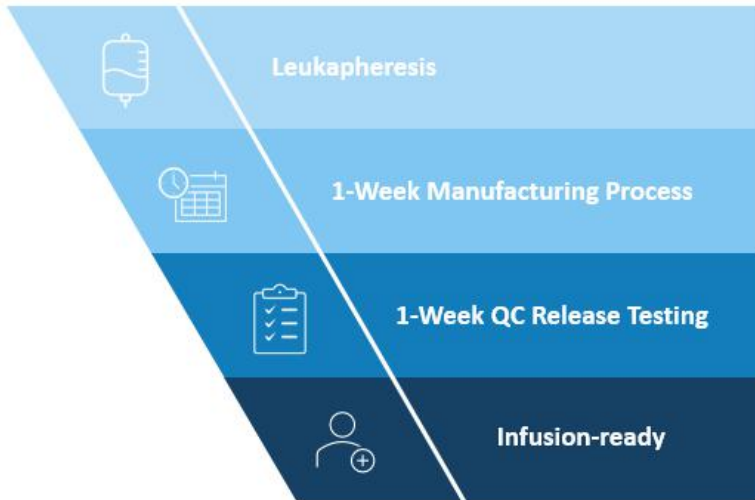 Leukapheresis
1-Week Manufacturing Process
1-Week QC Release Testing
Infusion-ready